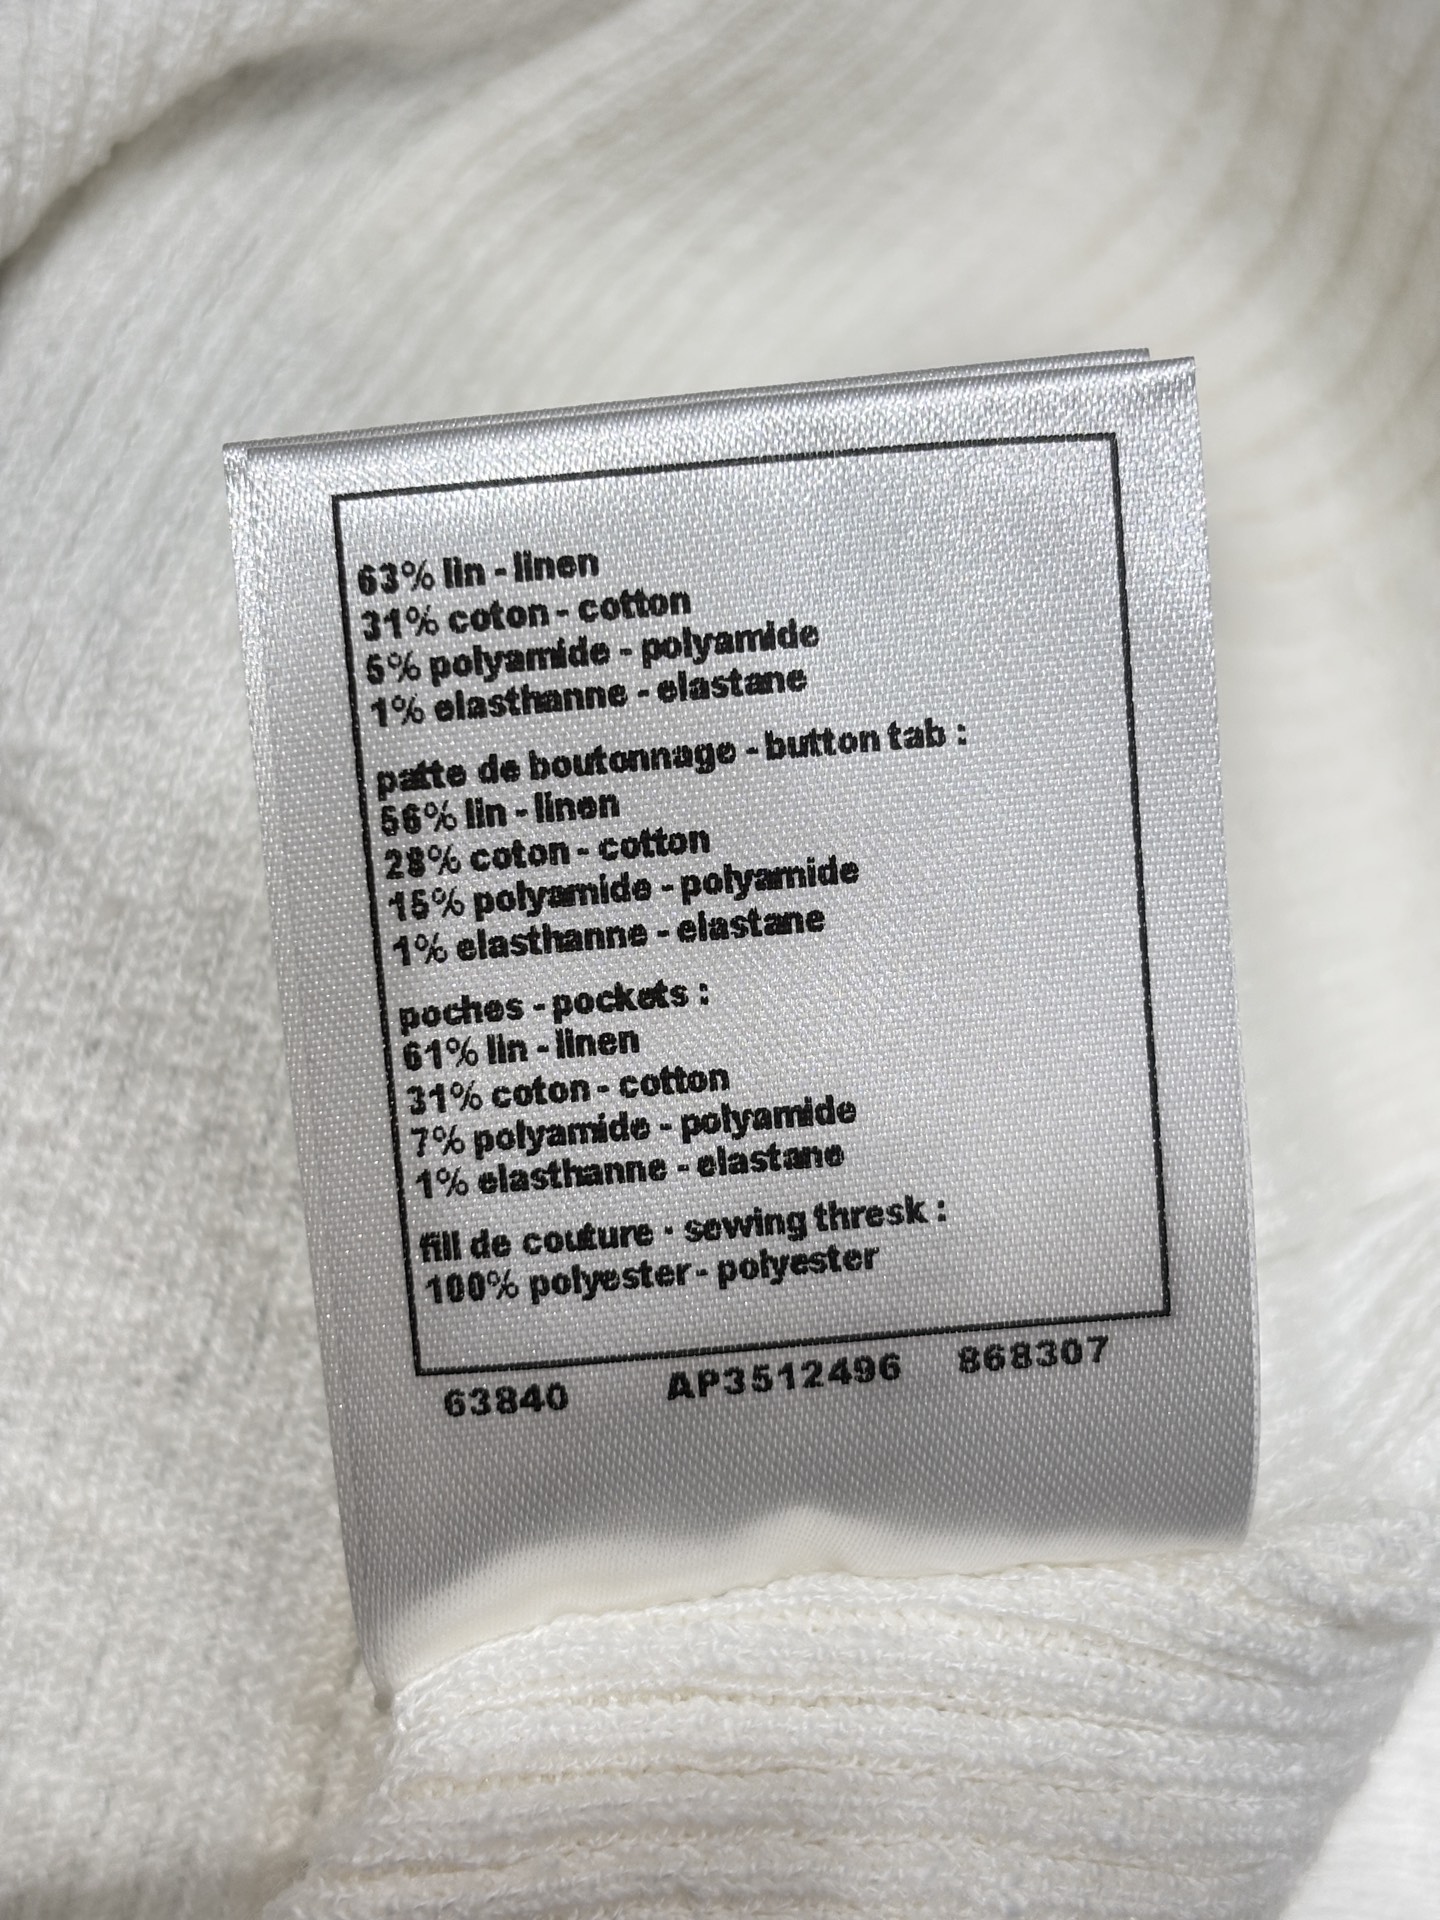 63% lin - linen
31% coton - cotton
5% polyamide - polyamide
1% elasthanne - elastane
patte de boutonnage - button tab :
56% lin - linen
28% coton - cotton
15% polyamide - polyamide
1% elasthanne - elastane
poches - pockets :
61% lin - linen
31% coton - cotton
7% polyamide - polyamide
1% elasthanne - elastane
fill de couture - sewing thresk :
100% polyester - polyester
63840 AP3512496 868307